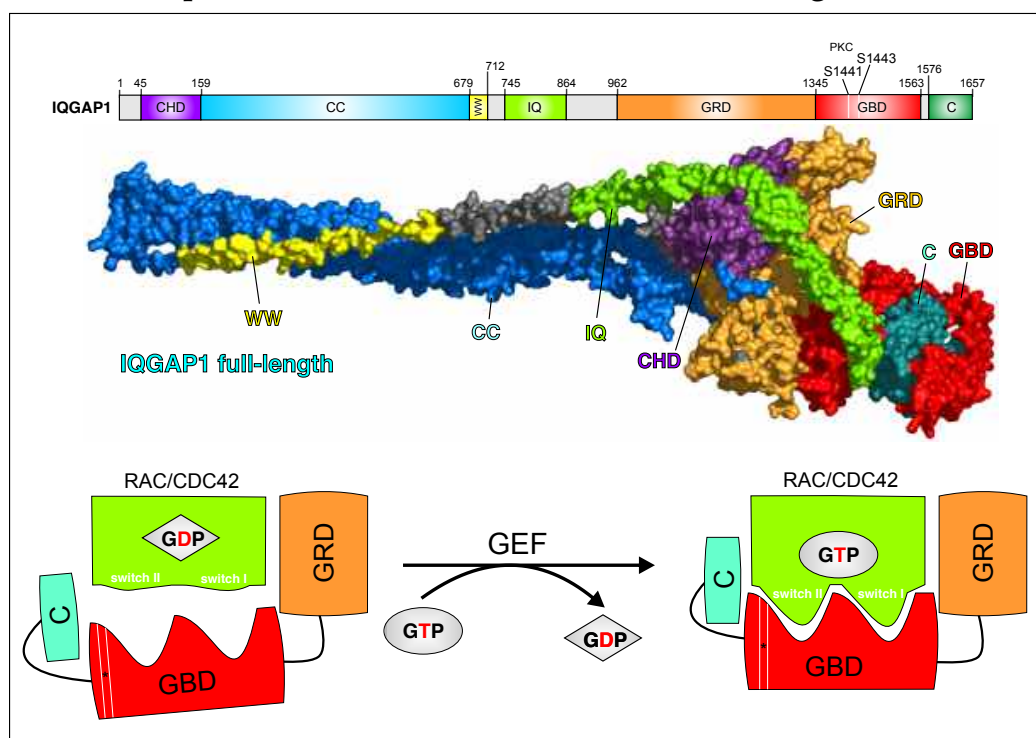 PKC
712 S1441 S1443 1576
1 45 159 679 745 864 962 1345 1563 1657
IQGAP1 CHD CC WW IQ GRD GBD C
GRD
C GBD
WW CC IQ CHD
IQGAP1 full-length
RAC/CDC42 RAC/CDC42
GDP GRD GEF GTP GRD
switch II switch I switch II switch I
C GTP GDP C
* GBD * GBD